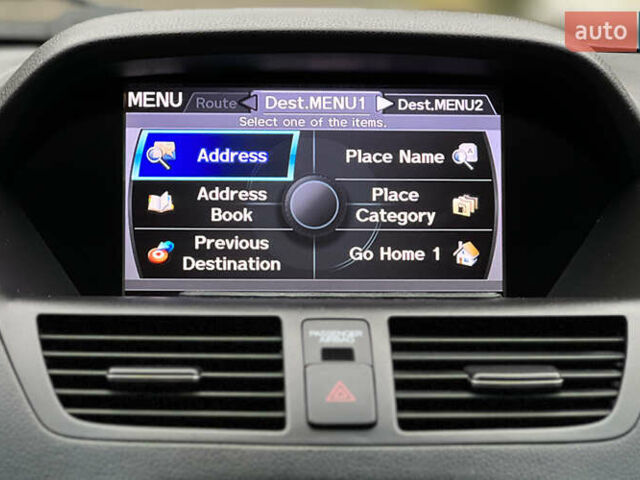 auto
MENU Route Dest.MENU1 Dest.MENU2
Select one of the items.
Address
Place Name
Address
Book
Place
Category
Previous
Destination
Go Home 1
PASSENGER
AIRBAG